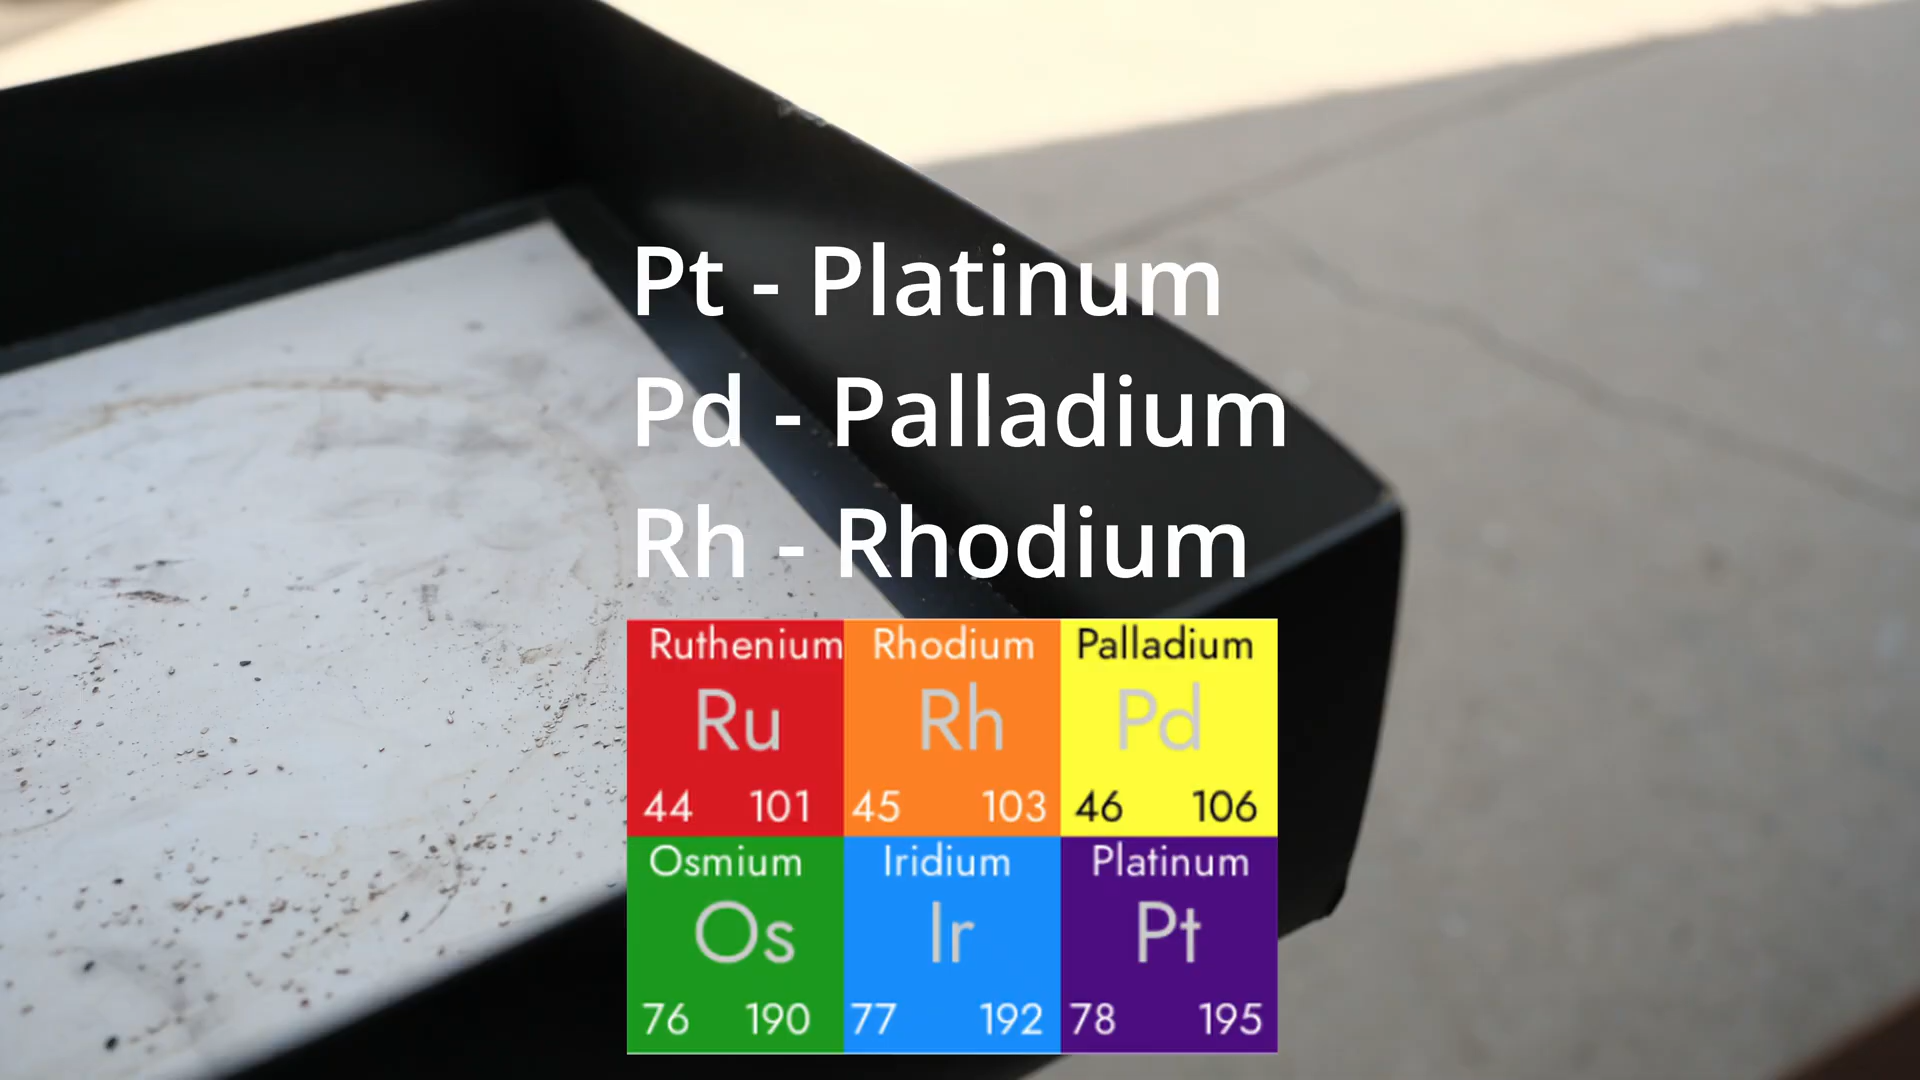 Pt - Platinum
Pd - Palladium
Rh - Rhodium
Ruthenium Rhodium Palladium
Ru Rh Pd
44 101 45 103 46 106
Osmium Iridium Platinum
Os Ir Pt
76 190 77 192 78 195